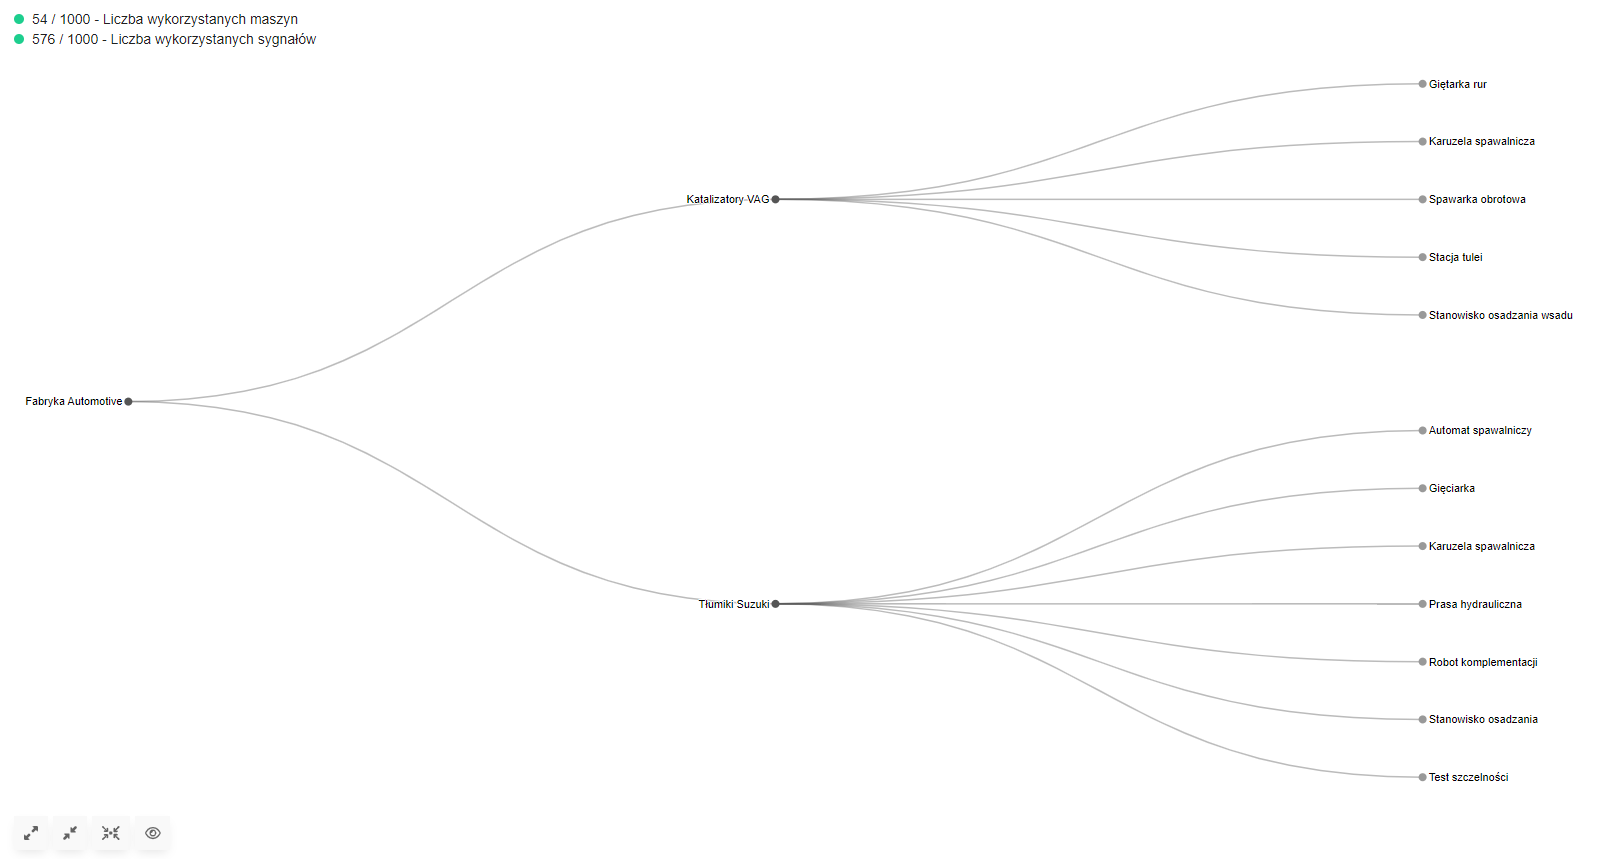 54 / 1000 - Liczba wykorzystanych maszyn
576 / 1000 - Liczba wykorzystanych sygnałów
Fabryka Automotive
Katalizatory VAG
Giętarka rur
Karuzela spawalnicza
Spawarka obrotowa
Stacja tulei
Stanowisko osadzania wsadu
Tłumiki Suzuki
Automat spawalniczy
Gięciarka
Karuzela spawalnicza
Prasa hydrauliczna
Robot komplementacji
Stanowisko osadzania
Test szczelności